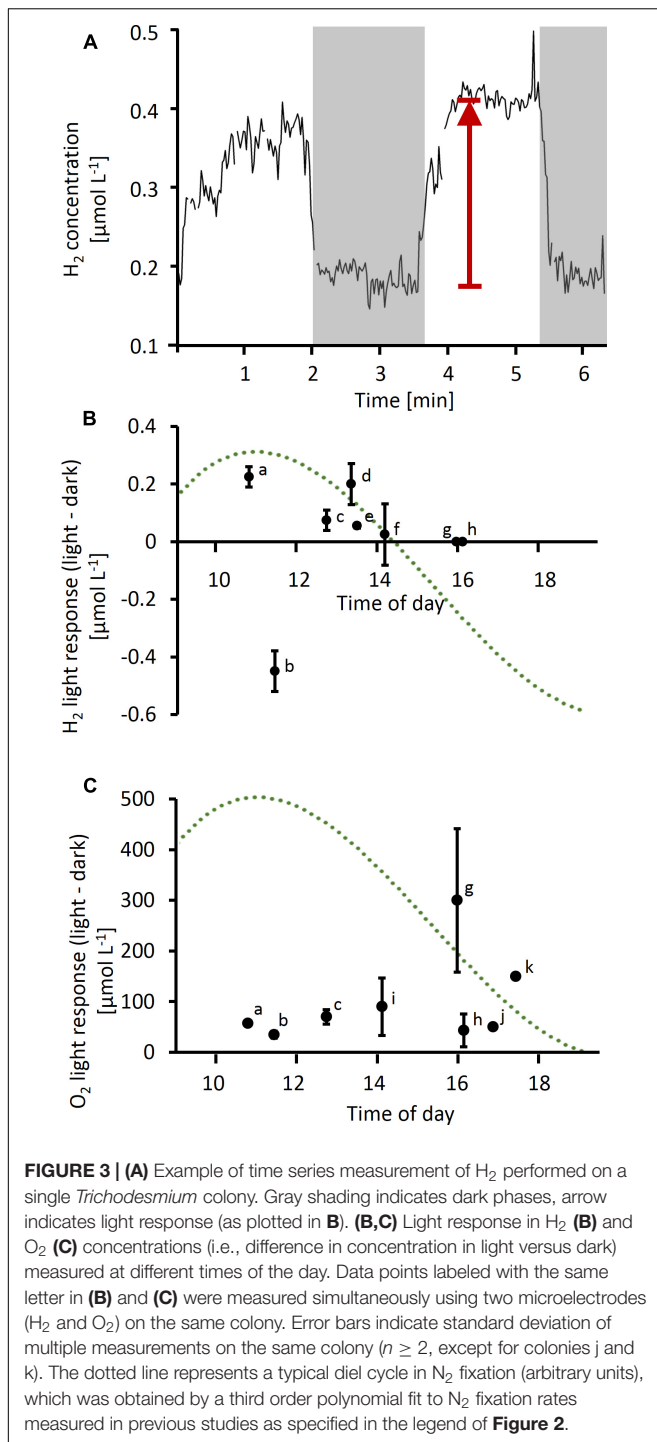 A
0.5
0.4
0.3
0.2
0.1
H₂ concentration
[µmol L⁻¹]
1 2 3 4 5 6
Time [min]
B
0.4
0.2
0
-0.2
-0.4
-0.6
H₂ light response (light - dark)
[µmol L⁻¹]
a
b
c
d
e
f
g
h
10 12 14 16 18
Time of day
C
500
400
300
200
100
0
O₂ light response (light - dark)
[µmol L⁻¹]
a
b
c
i
g
h
j
k
10 12 14 16 18
Time of day
FIGURE 3 | (A) Example of time series measurement of H₂ performed on a
single Trichodesmium colony. Gray shading indicates dark phases, arrow
indicates light response (as plotted in B). (B,C) Light response in H₂ (B) and
O₂ (C) concentrations (i.e., difference in concentration in light versus dark)
measured at different times of the day. Data points labeled with the same
letter in (B) and (C) were measured simultaneously using two microelectrodes
(H₂ and O₂) on the same colony. Error bars indicate standard deviation of
multiple measurements on the same colony (n ≥ 2, except for colonies j and
k). The dotted line represents a typical diel cycle in N₂ fixation (arbitrary units),
which was obtained by a third order polynomial fit to N₂ fixation rates
measured in previous studies as specified in the legend of Figure 2.